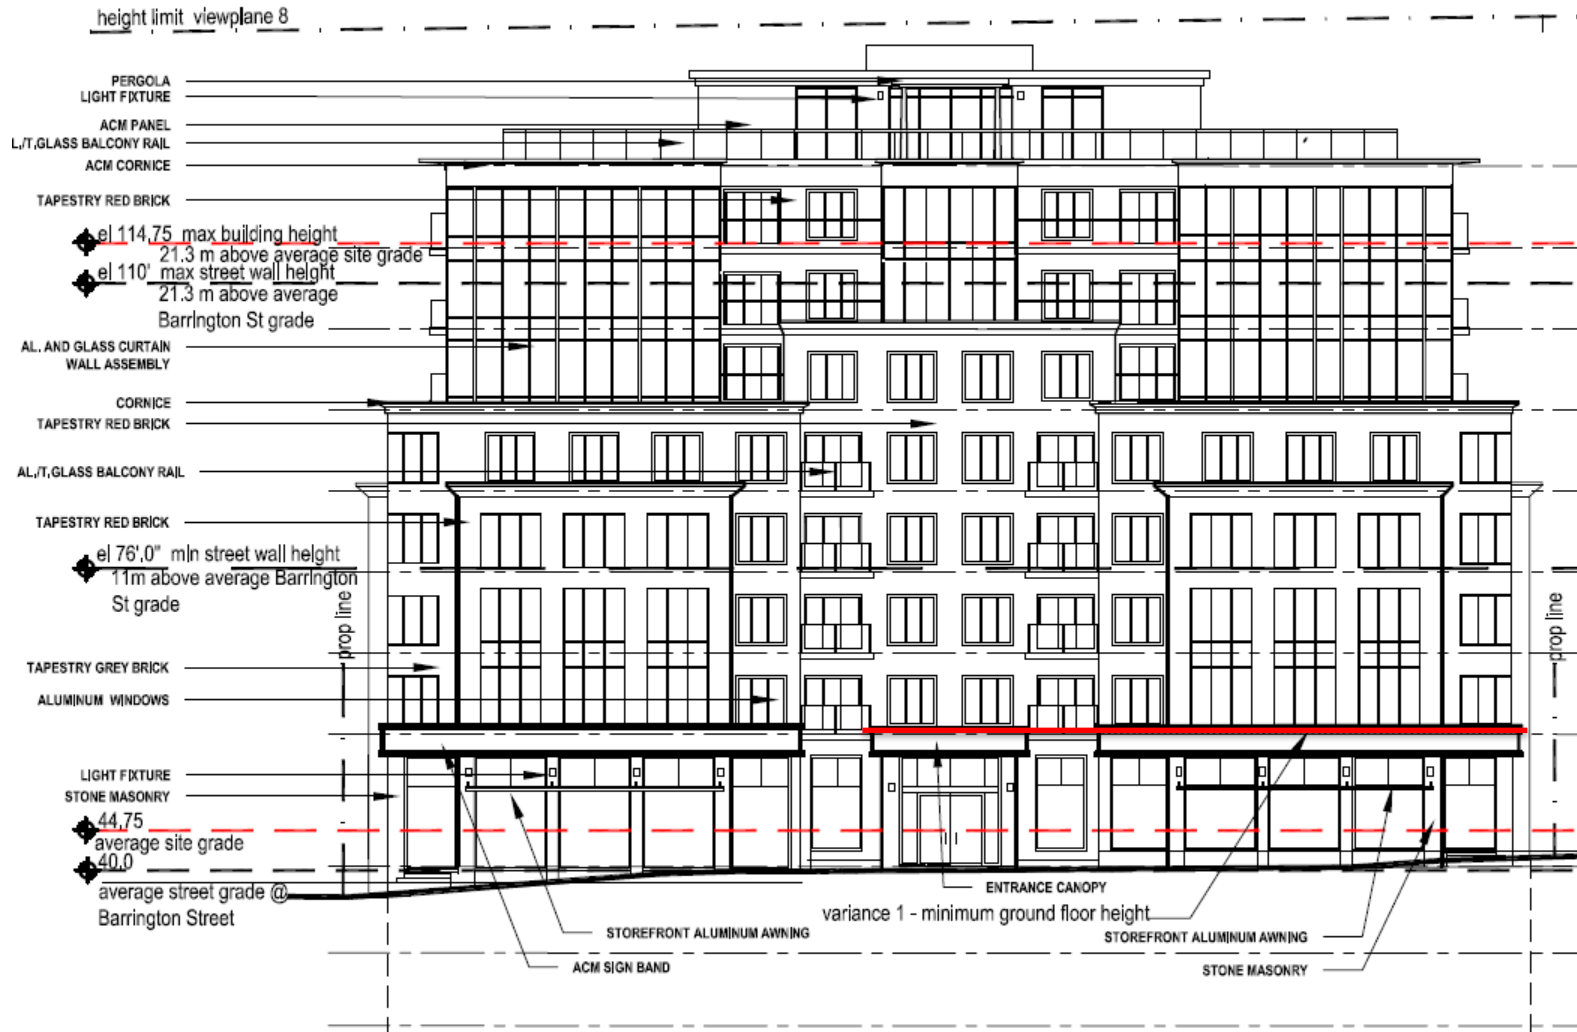 height limit viewplane 8
PERGOLA
LIGHT FIXTURE
ACM PANEL
L./T.GLASS BALCONY RAIL
ACM CORNICE
TAPESTRY RED BRICK
el 114.75 max building height
21.3 m above average site grade
el 110' max street wall height
21.3 m above average
Barrington St grade
AL. AND GLASS CURTAIN
WALL ASSEMBLY
CORNICE
TAPESTRY RED BRICK
AL./T.GLASS BALCONY RAIL
TAPESTRY RED BRICK
el 76',0" min street wall height
11m above average Barrington
St grade
prop line
prop line
TAPESTRY GREY BRICK
ALUMINUM WINDOWS
LIGHT FIXTURE
STONE MASONRY
44.75
average site grade
40.0
average street grade @
Barrington Street
ENTRANCE CANOPY
variance 1 - minimum ground floor height
STOREFRONT ALUMINUM AWNING
STOREFRONT ALUMINUM AWNING
ACM SIGN BAND
STONE MASONRY